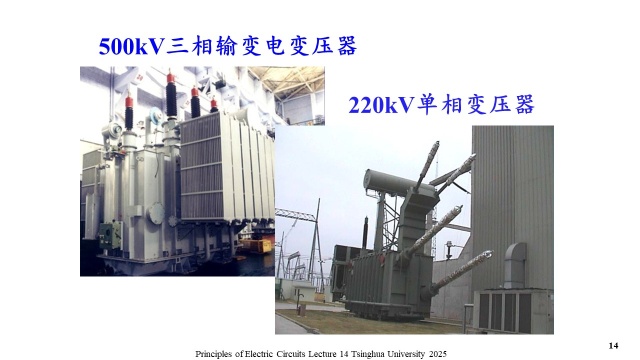 500kV三相输变电变压器
220kV单相变压器
14
Principles of Electric Circuits Lecture 14 Tsinghua University 2025